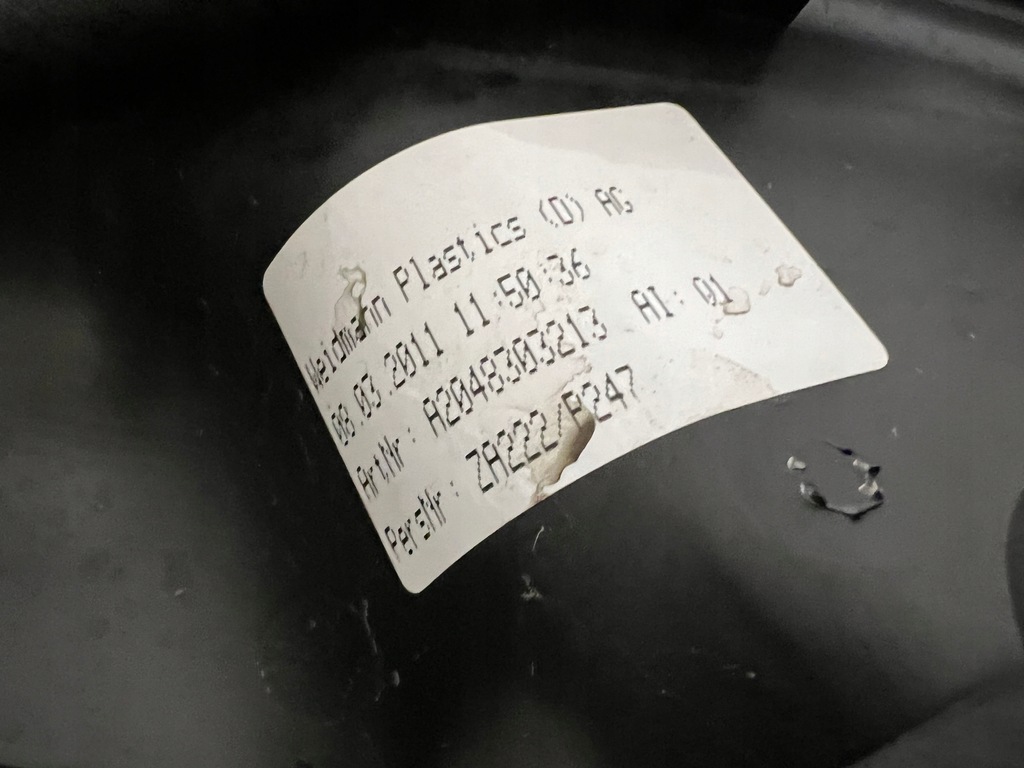 Weidmann Plastics (D) AG
08.03.2011 11:50:36
ArtNr: A2048303213 AI: 01
PersNr: ZA222/P247